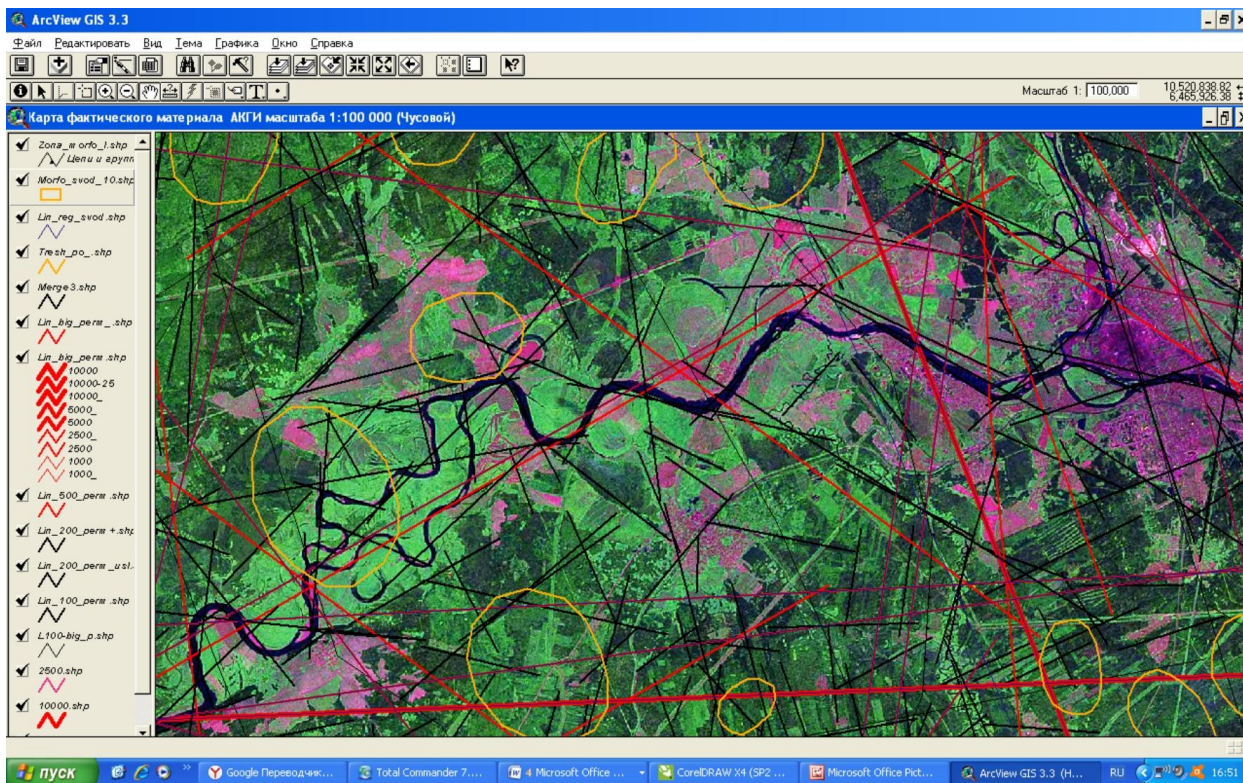 ArcView GIS 3.3
Файл Редактировать Вид Тема Графика Окно Справка
Масштаб 1: 100,000
10,520,838.82
6,465,926.38
Карта фактического материала АКГИ масштаба 1:100 000 (Чусовой)
Zona_morfo_l.shp
Цепи и групп
Morfo_svod_10.shp
Lin_reg_svod.shp
Tresh_po_.shp
Merge3.shp
Lin_big_perm_.shp
Lin_big_perm.shp
10000
10000-25
10000_
5000_
5000
2500_
2500
1000
1000_
Lin_500_perm.shp
Lin_200_perm+.shp
Lin_200_perm_usl.
Lin_100_perm.shp
L100-big_p.shp
2500.shp
10000.shp
пуск
Google Переводчик...
Total Commander 7....
4 Microsoft Office ...
CorelDRAW X4 (SP2 ...
Microsoft Office Pict...
ArcView GIS 3.3 (Н...
RU
16:51